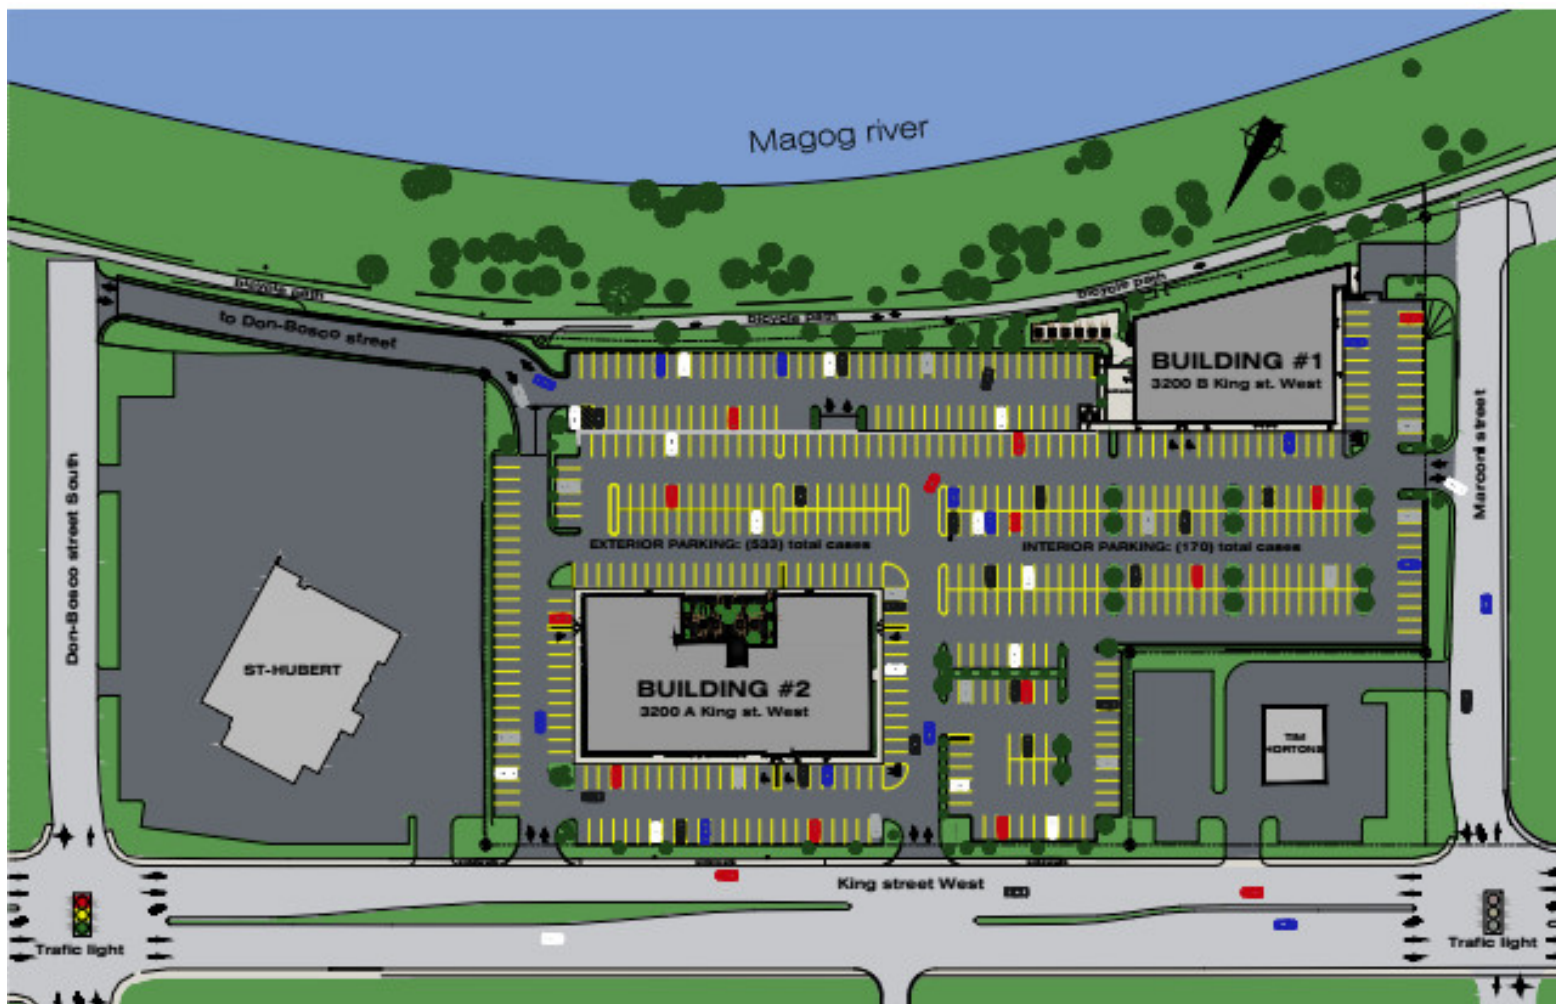 Magog river
bicycle path
bicycle path
bicycle path
to Don-Bosco street
BUILDING #1
3200 B King st. West
Marconi street
Don-Bosco street South
EXTERIOR PARKING: (533) total cases
INTERIOR PARKING: (170) total cases
ST-HUBERT
BUILDING #2
3200 A King st. West
TIM
HORTONS
King street West
Trafic light
Trafic light